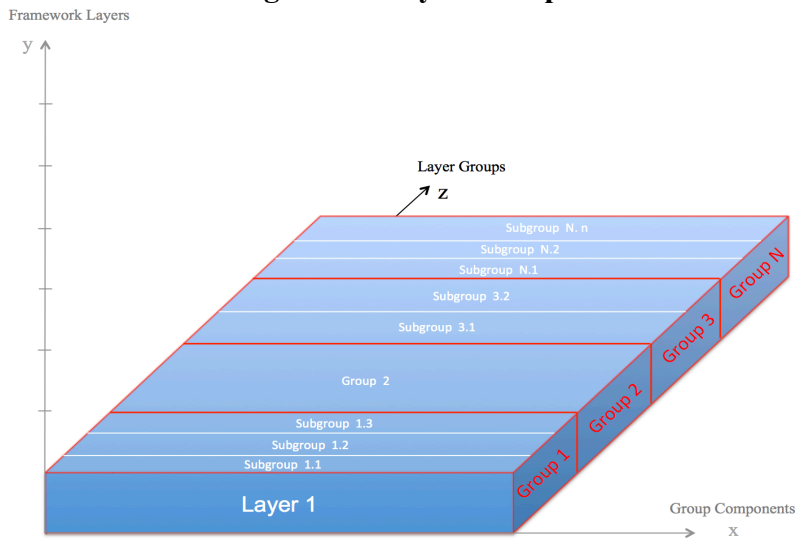 Framework Layers
y
Layer Groups
z
Subgroup N. n
Subgroup N.2
Subgroup N.1
Group N
Subgroup 3.2
Subgroup 3.1
Group 3
Group 2
Group 2
Subgroup 1.3
Subgroup 1.2
Subgroup 1.1
Group 1
Layer 1
Group Components
x